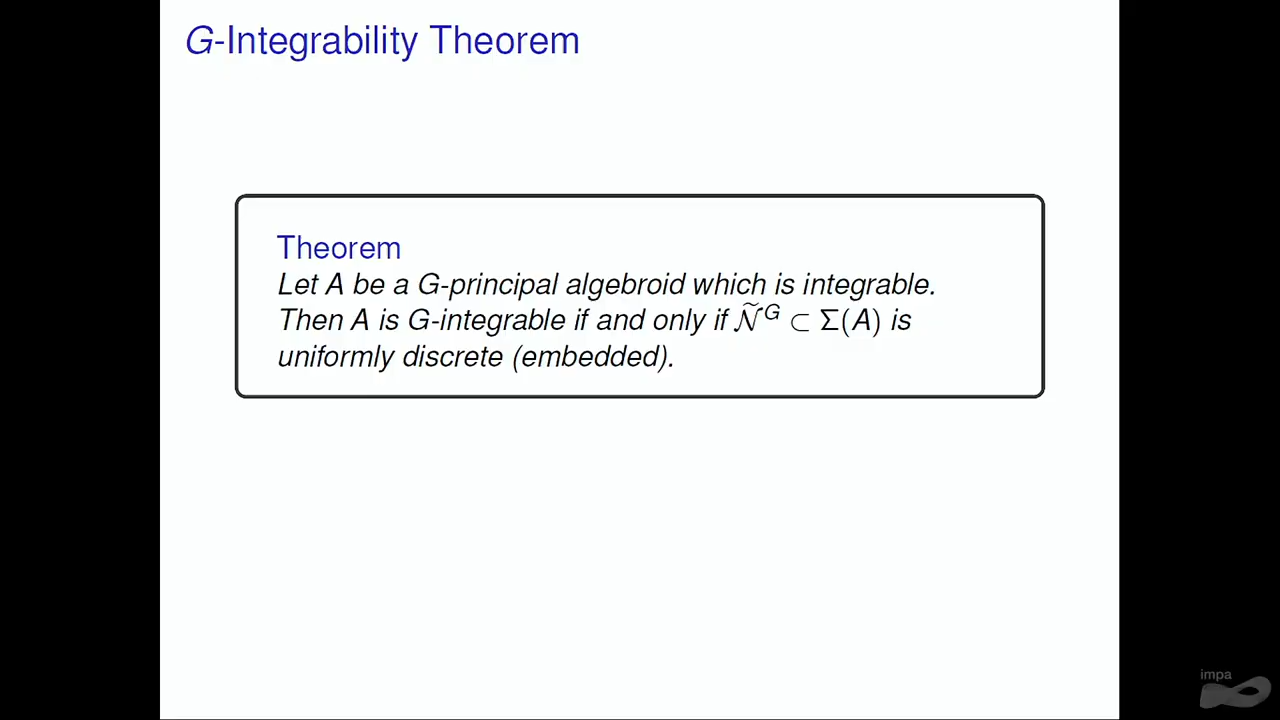 G-Integrability Theorem
Theorem
Let A be a G-principal algebroid which is integrable.
Then A is G-integrable if and only if 𝒩̃ᴳ ⊂ Σ(A) is
uniformly discrete (embedded).
impa